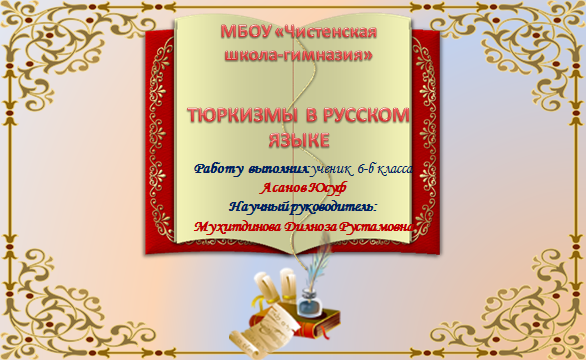 МБОУ «Чистенская
школа-гимназия»
ТЮРКИЗМЫ В РУССКОМ
ЯЗЫКЕ
Работу выполнил: ученик 6-б класса
Асанов Юсуф
Научный руководитель:
Мухитдинова Дилноза Рустамовна